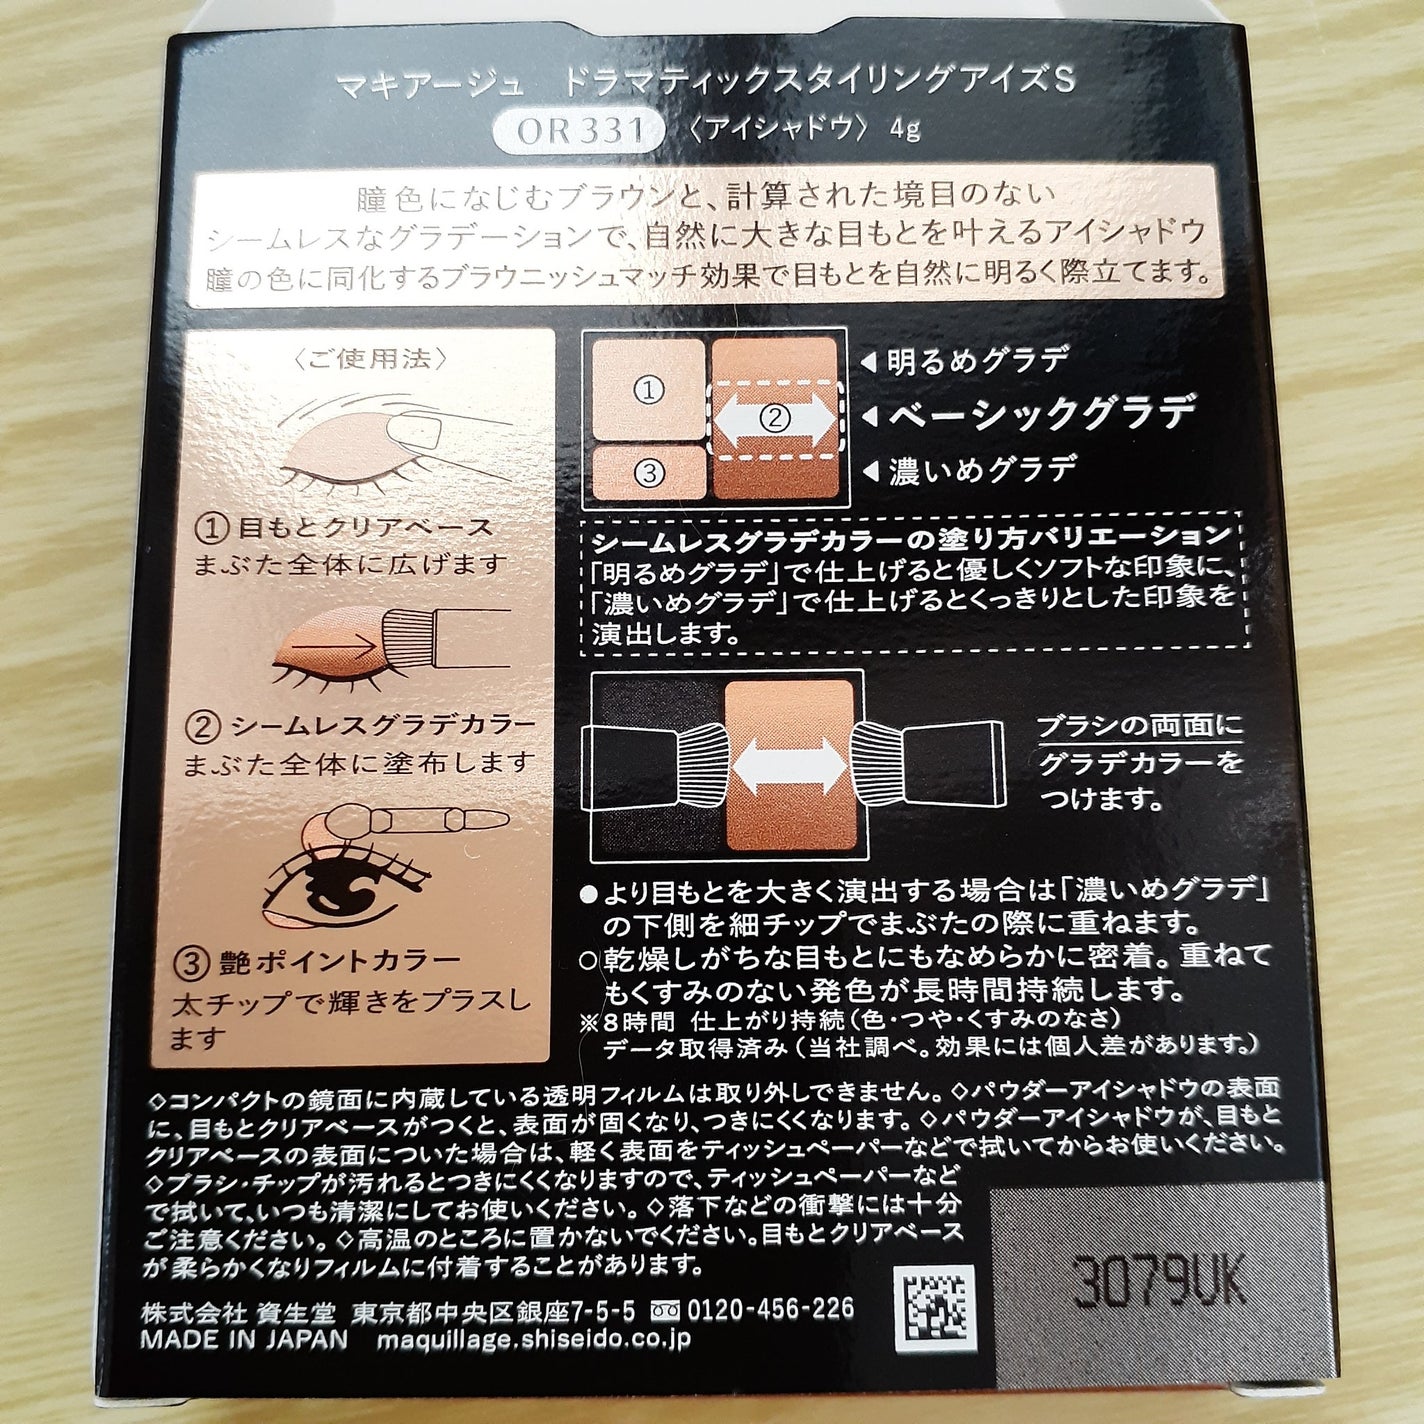 マキアージュ ドラマティックスタイリングアイズS
OR331 〈アイシャドウ〉 4g
瞳色になじむブラウンと、計算された境目のない
シームレスなグラデーションで、自然に大きな目もとを叶えるアイシャドウ
瞳の色に同化するブラウニッシュマッチ効果で目もとを自然に明るく際立てます。
〈ご使用法〉
①目もとクリアベース
まぶた全体に広げます
②シームレスグラデカラー
まぶた全体に塗布します
③艶ポイントカラー
太チップで輝きをプラスし
ます
①
②
③
◀明るめグラデ
◀ベーシックグラデ
◀濃いめグラデ
シームレスグラデカラーの塗り方バリエーション
「明るめグラデ」で仕上げると優しくソフトな印象に、
「濃いめグラデ」で仕上げるとくっきりとした印象を
演出します。
ブラシの両面に
グラデカラーを
つけます。
●より目もとを大きく演出する場合は「濃いめグラデ」
の下側を細チップでまぶたの際に重ねます。
○乾燥しがちな目もとにもなめらかに密着。重ねて
もくすみのない発色が長時間持続します。
※8時間 仕上がり持続（色・つや・くすみのなさ）
データ取得済み（当社調べ。効果には個人差があります。）
◇コンパクトの鏡面に内蔵している透明フィルムは取り外しできません。◇パウダーアイシャドウの表面
に、目もとクリアベースがつくと、表面が固くなり、つきにくくなります。◇パウダーアイシャドウが、目もと
クリアベースの表面についた場合は、軽く表面をティッシュペーパーなどで拭いてからお使いください。
◇ブラシ・チップが汚れるとつきにくくなりますので、ティッシュペーパーなど
で拭いて、いつも清潔にしてお使いください。◇落下などの衝撃には十分
ご注意ください。◇高温のところに置かないでください。目もとクリアベース
が柔らかくなりフィルムに付着することがあります。
株式会社 資生堂 東京都中央区銀座7-5-5 0120-456-226
MADE IN JAPAN maquillage.shiseido.co.jp
3079UK